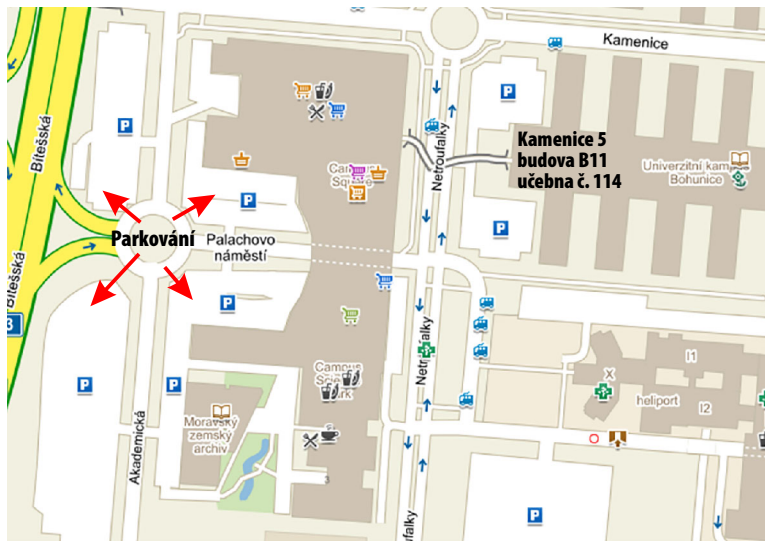 Kamenice
Bítešská
Netroufalky
Kamenice 5
budova B11
učebna č. 114
Campus
Square
Univerzitní kampus
Bohunice
Parkování
Palachovo
náměstí
Bítešská
3
Netroufalky
Campus
Science
Park
X
I1
heliport
I2
Moravský
zemský
archiv
Akademická
3
P
P
P
P
P
P
P
P